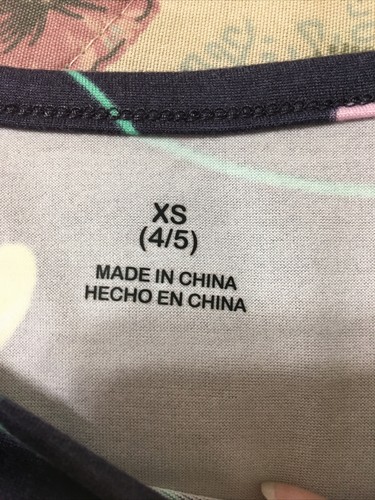 XS
(4/5)
MADE IN CHINA
HECHO EN CHINA